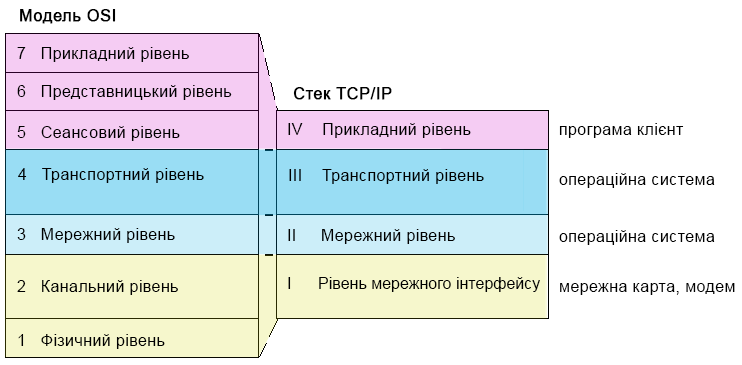 Модель OSI
7 Прикладний рівень
6 Представницький рівень
5 Сеансовий рівень
4 Транспортний рівень
3 Мережний рівень
2 Канальний рівень
1 Фізичний рівень
Стек TCP/IP
IV Прикладний рівень
III Транспортний рівень
II Мережний рівень
I Рівень мережного інтерфейсу
програма клієнт
операційна система
операційна система
мережна карта, модем